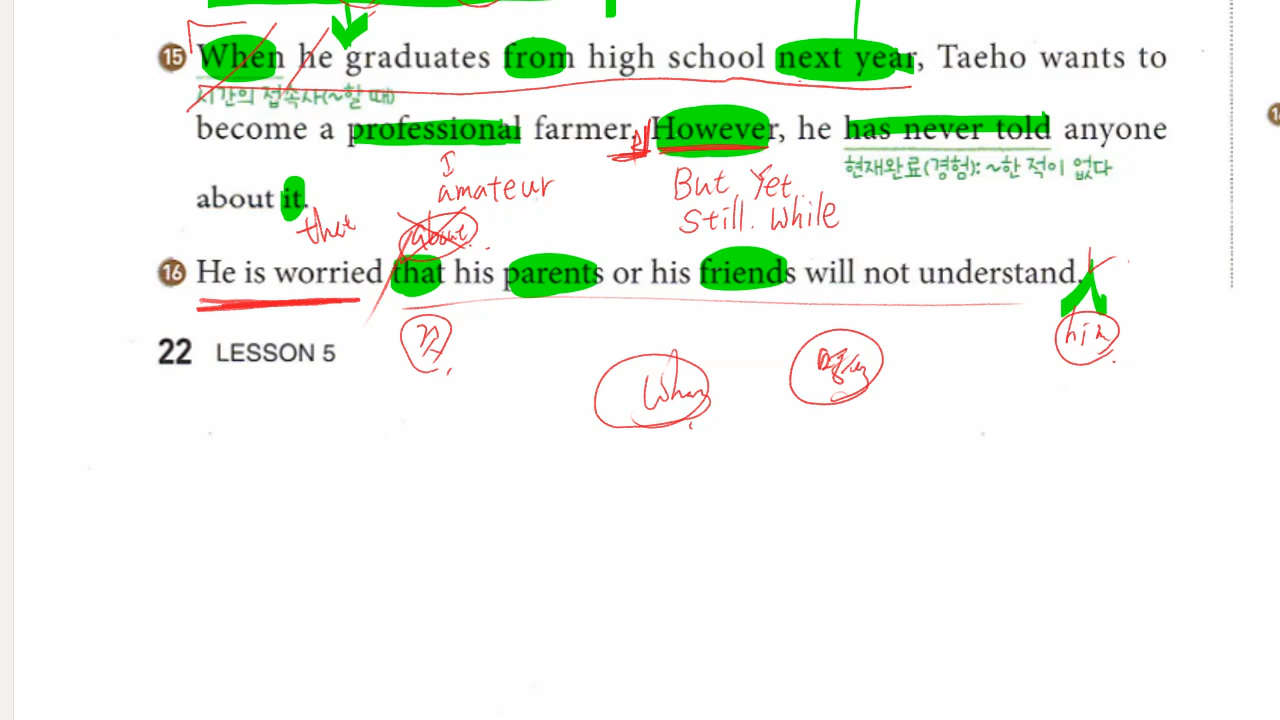 15 When he graduates from high school next year, Taeho wants to
시간의 접속사(~할 때)
become a professional farmer. However, he has never told anyone
현재완료(경험): ~한 적이 없다
amateur
But Yet
Still. While
about it.
that
about
16 He is worried that his parents or his friends will not understand.
him
22 LESSON 5